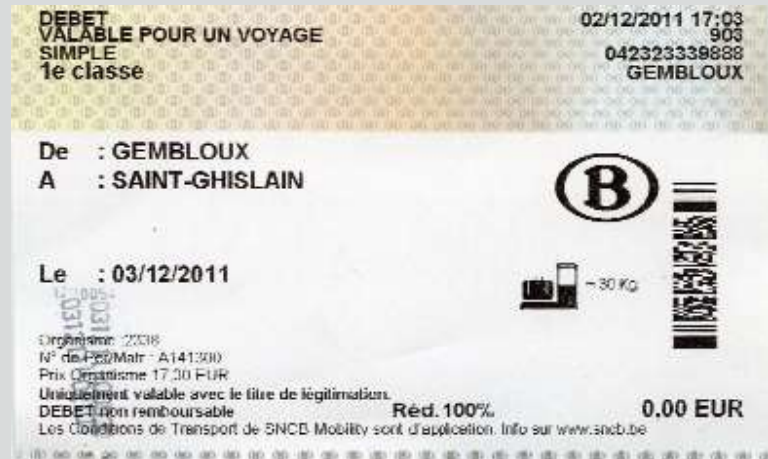 DEBET
VALABLE POUR UN VOYAGE
SIMPLE
1e classe
02/12/2011 17:03
903
042323339888
GEMBLOUX
De : GEMBLOUX
A : SAINT-GHISLAIN
B
Le : 03/12/2011
~ 30 Kg
Organisme :2338
N° de Per/Matr : A141300
Prix Organisme 17,30 EUR
Uniquement valable avec le titre de légitimation.
DEBET non remboursable
Réd. 100%
0,00 EUR
Les Conditions de Transport de SNCB Mobility sont d'application. Info sur www.sncb.be